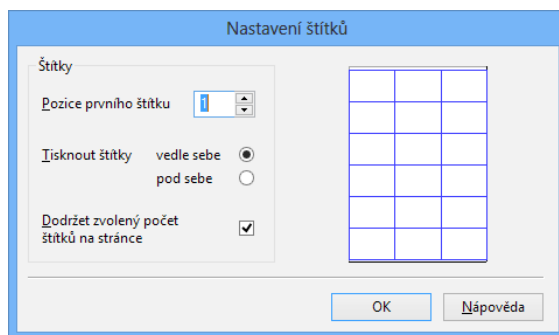 Nastavení štítků
Štítky
Pozice prvního štítku 1
Tisknout štítky vedle sebe
pod sebe
Dodržet zvolený počet
štítků na stránce
OK Nápověda